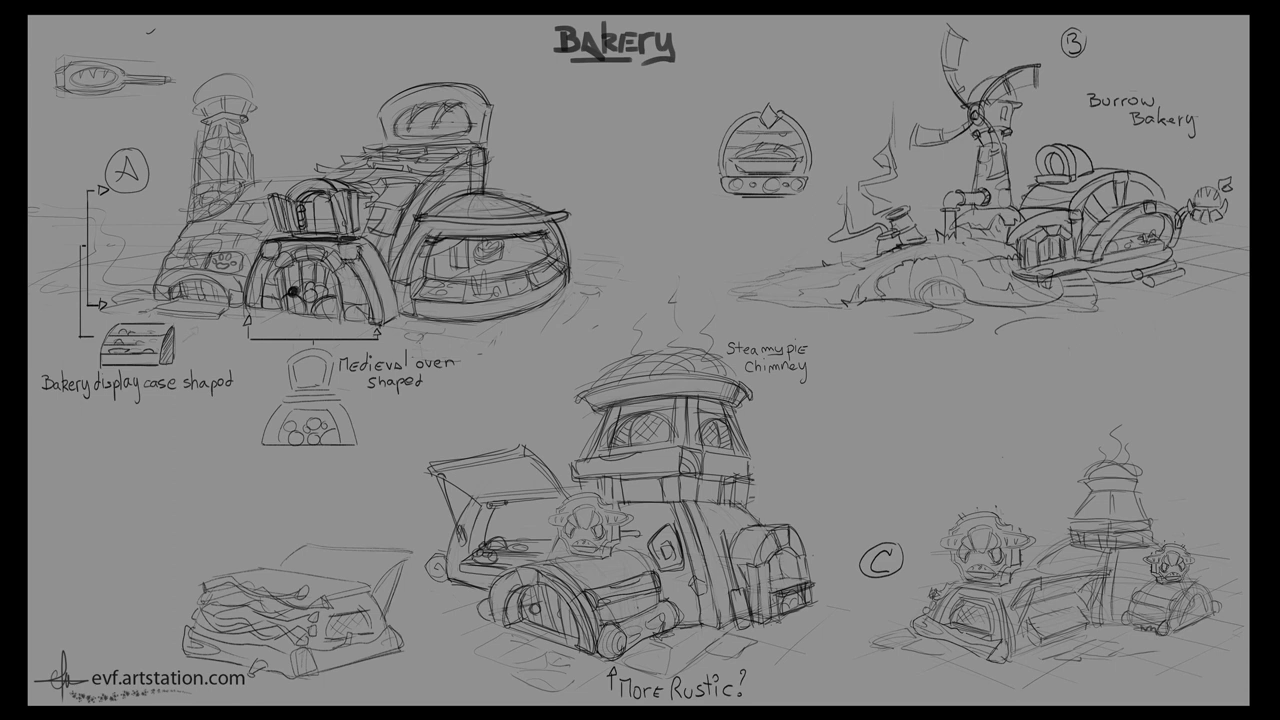 BAKERY
B
Burrow
Bakery
A
Steamy pie
Chimney
Medieval oven
shaped
Bakery display case shaped
C
More Rustic?
evf.artstation.com